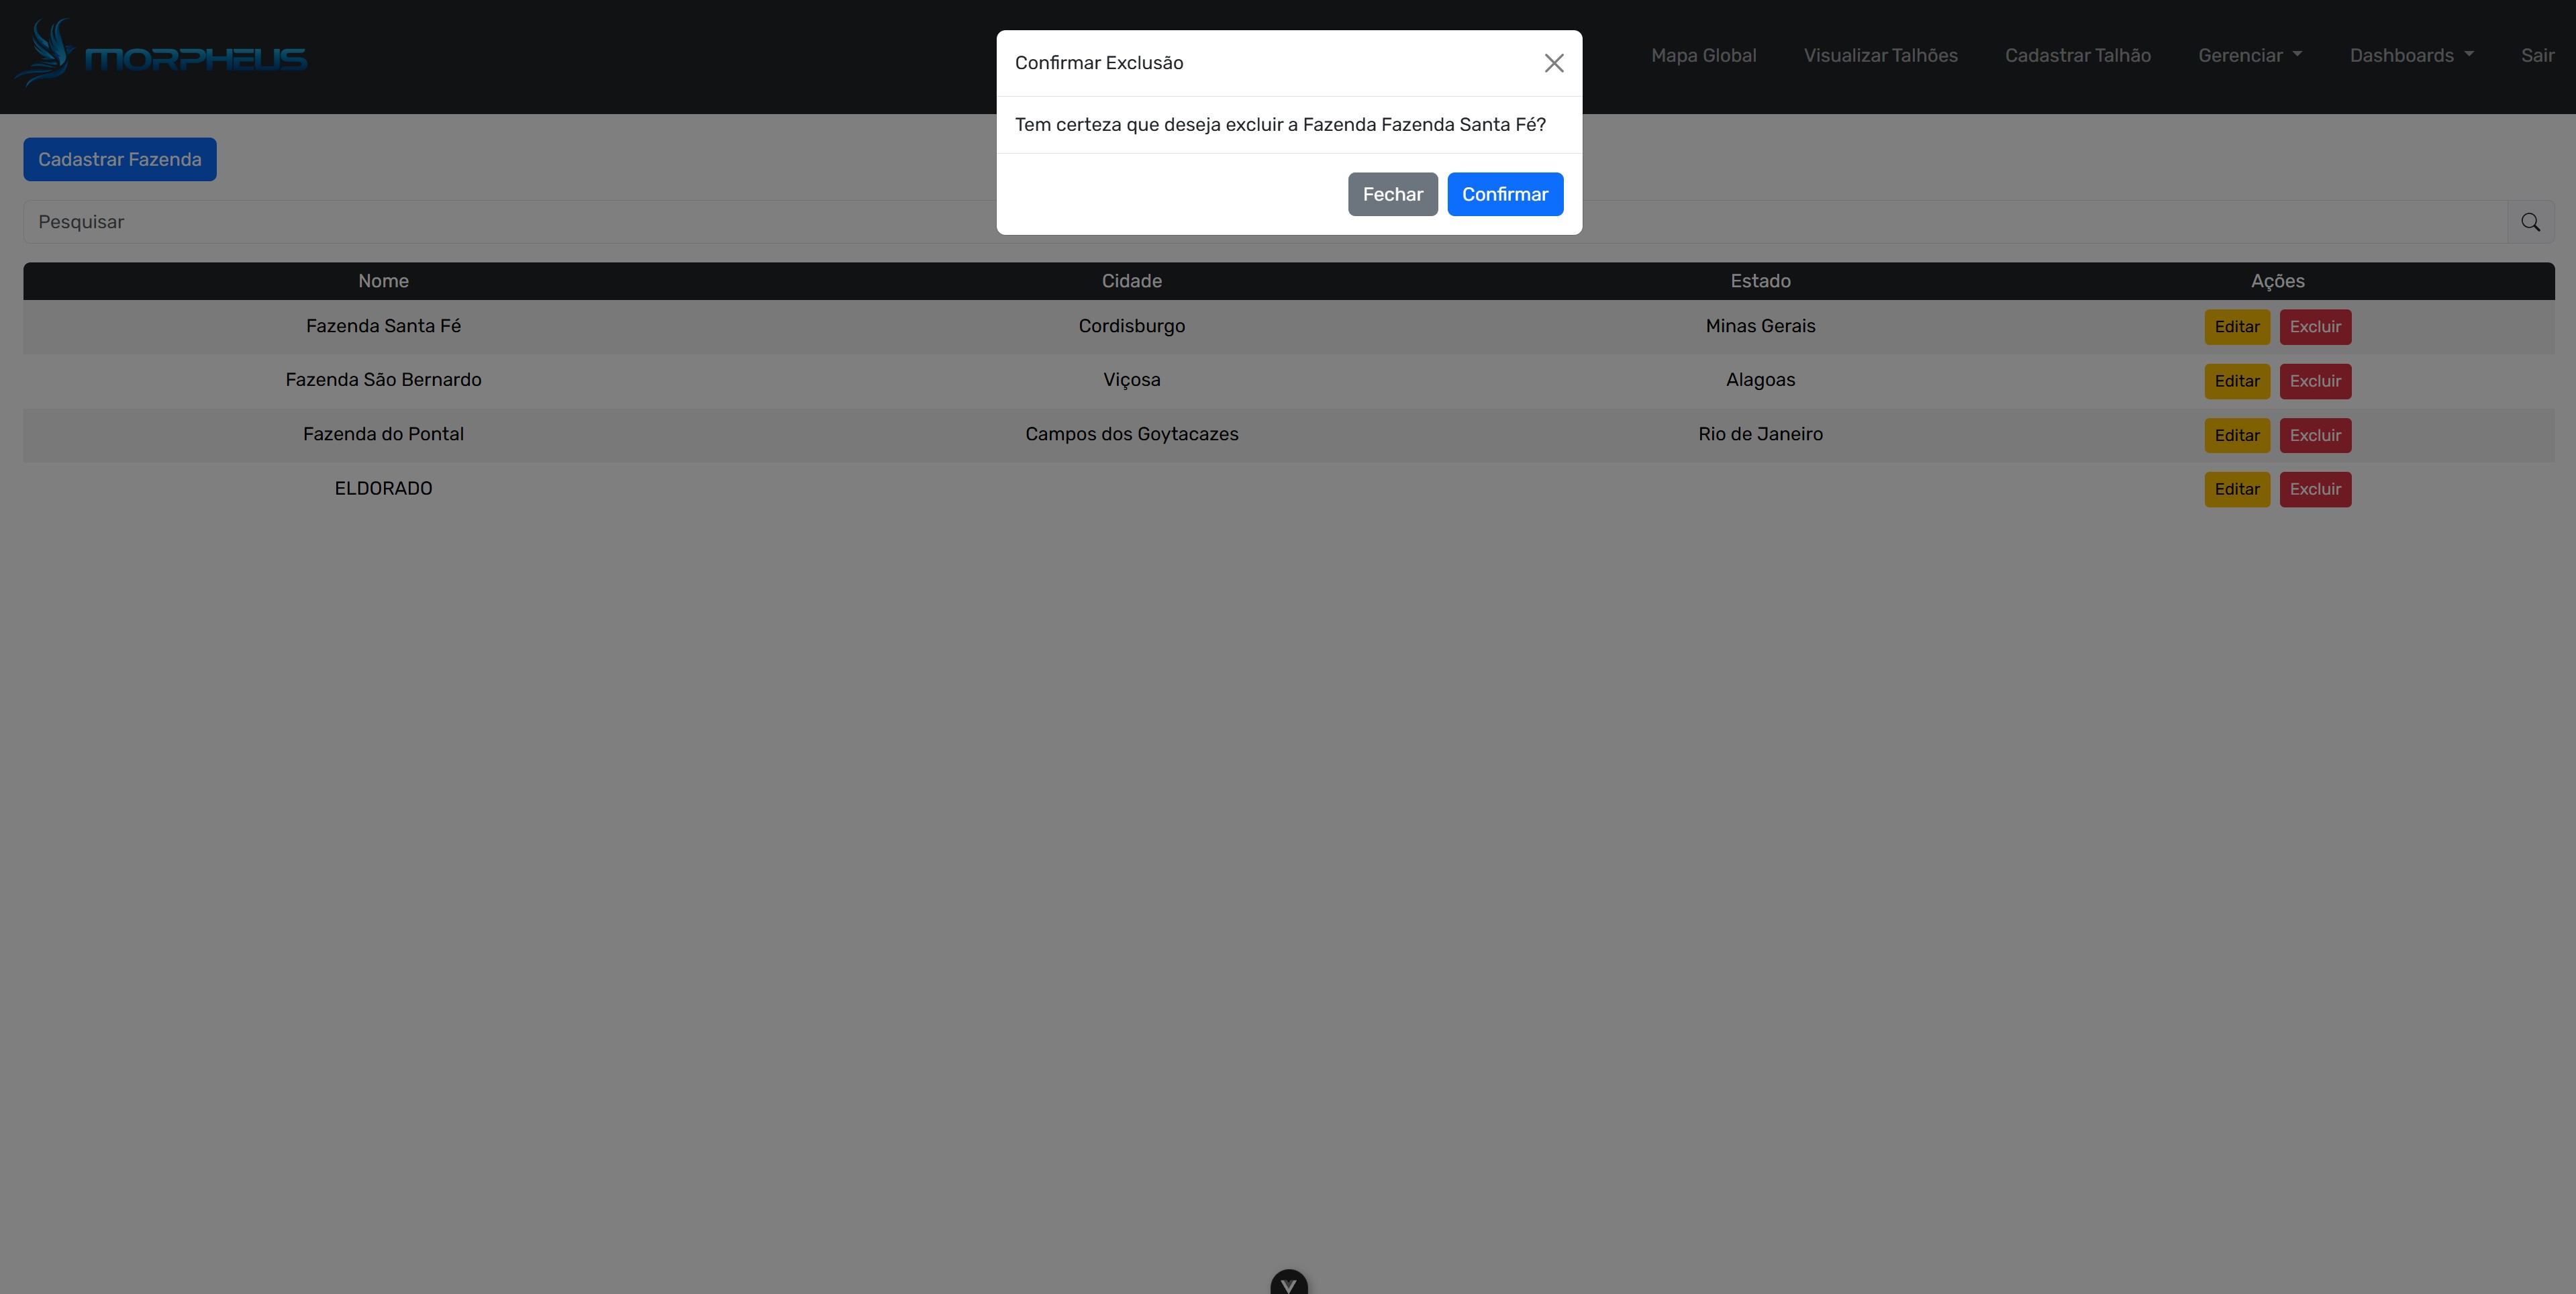 MORPHEUS
Mapa Global Visualizar Talhões Cadastrar Talhão Gerenciar Dashboards Sair
Confirmar Exclusão
Tem certeza que deseja excluir a Fazenda Fazenda Santa Fé?
Fechar Confirmar
Cadastrar Fazenda
Pesquisar
Nome Cidade Estado Ações
Fazenda Santa Fé Cordisburgo Minas Gerais Editar Excluir
Fazenda São Bernardo Viçosa Alagoas Editar Excluir
Fazenda do Pontal Campos dos Goytacazes Rio de Janeiro Editar Excluir
ELDORADO Editar Excluir